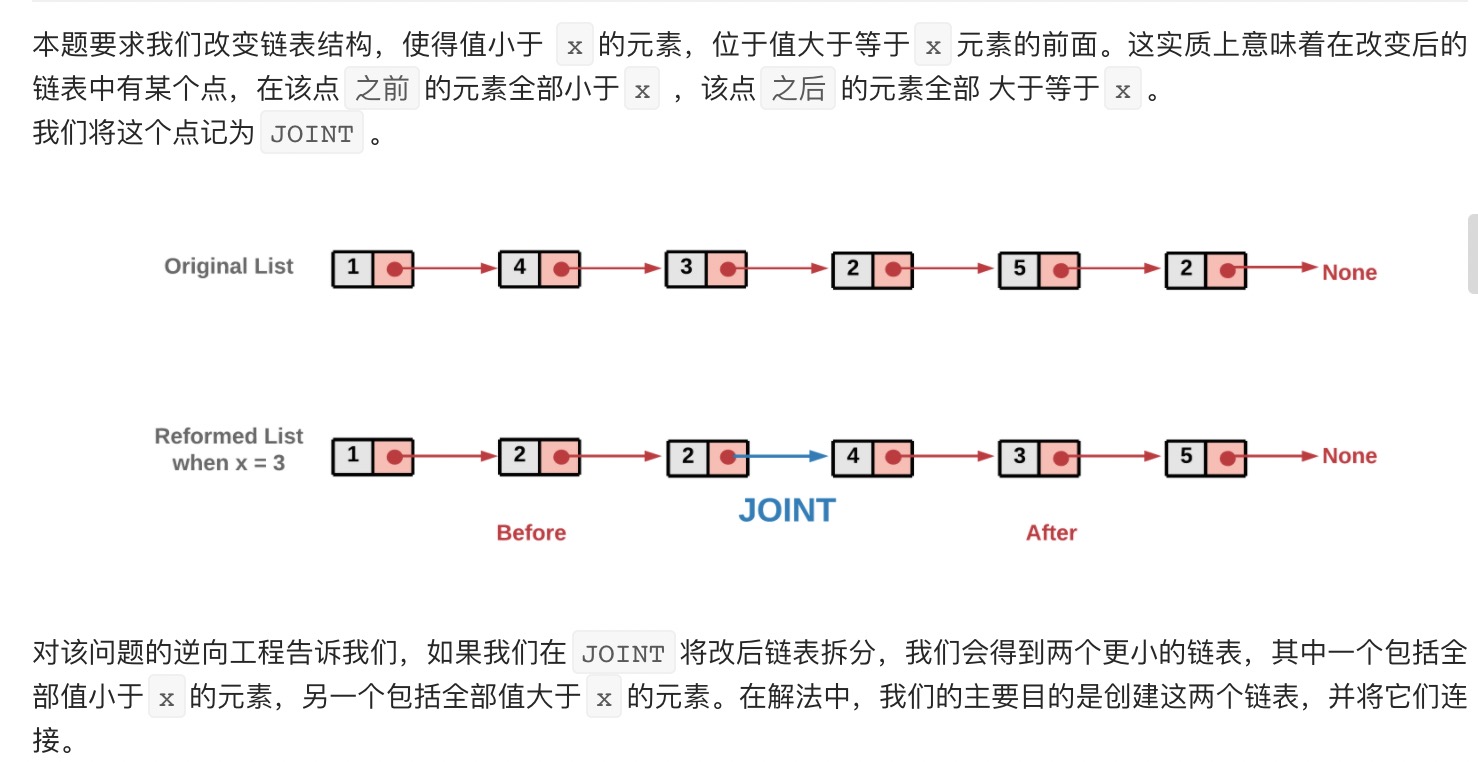 本题要求我们改变链表结构，使得值小于 x 的元素，位于值大于等于 x 元素的前面。这实质上意味着在改变后的
链表中有某个点，在该点 之前 的元素全部小于 x ，该点 之后 的元素全部 大于等于 x 。
我们将这个点记为 JOINT 。
Original List 1 4 3 2 5 2 None
Reformed List
when x = 3
1 2 2 4 3 5 None
JOINT
Before After
对该问题的逆向工程告诉我们，如果我们在 JOINT 将改后链表拆分，我们会得到两个更小的链表，其中一个包括全
部值小于 x 的元素，另一个包括全部值大于 x 的元素。在解法中，我们的主要目的是创建这两个链表，并将它们连
接。